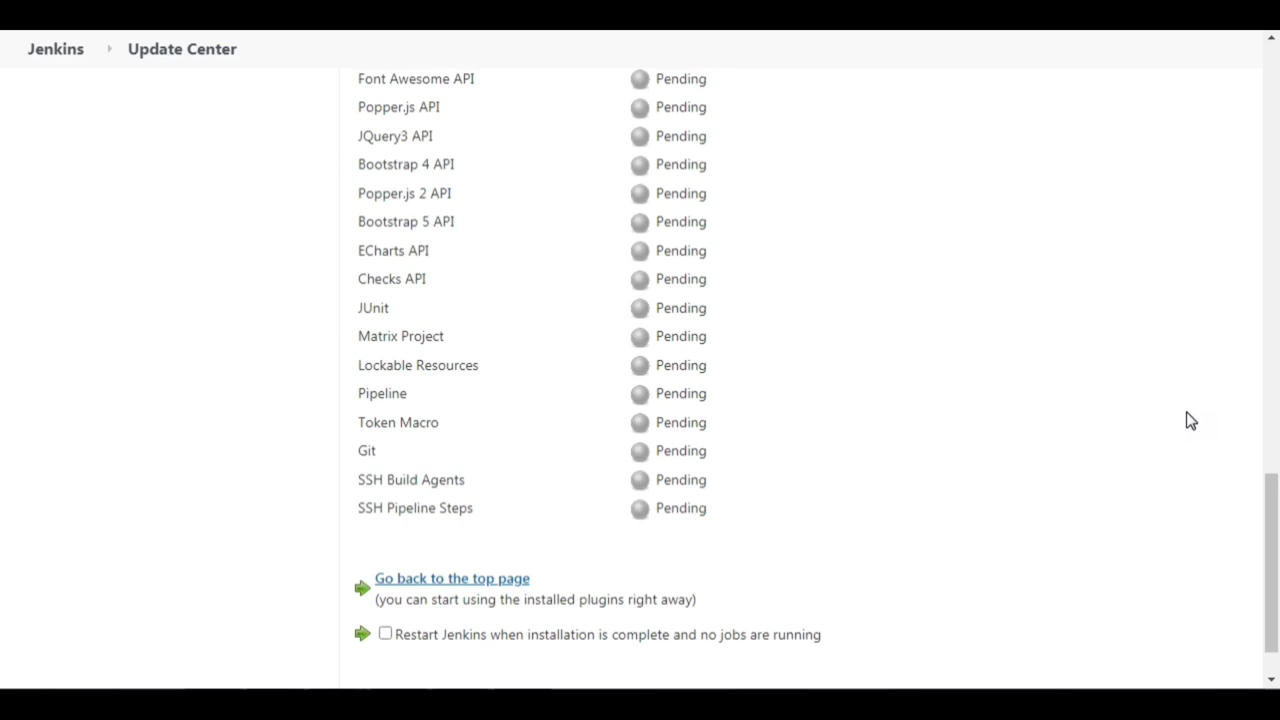 Jenkins Update Center
Font Awesome API Pending
Popper.js API Pending
JQuery3 API Pending
Bootstrap 4 API Pending
Popper.js 2 API Pending
Bootstrap 5 API Pending
ECharts API Pending
Checks API Pending
JUnit Pending
Matrix Project Pending
Lockable Resources Pending
Pipeline Pending
Token Macro Pending
Git Pending
SSH Build Agents Pending
SSH Pipeline Steps Pending
Go back to the top page
(you can start using the installed plugins right away)
Restart Jenkins when installation is complete and no jobs are running